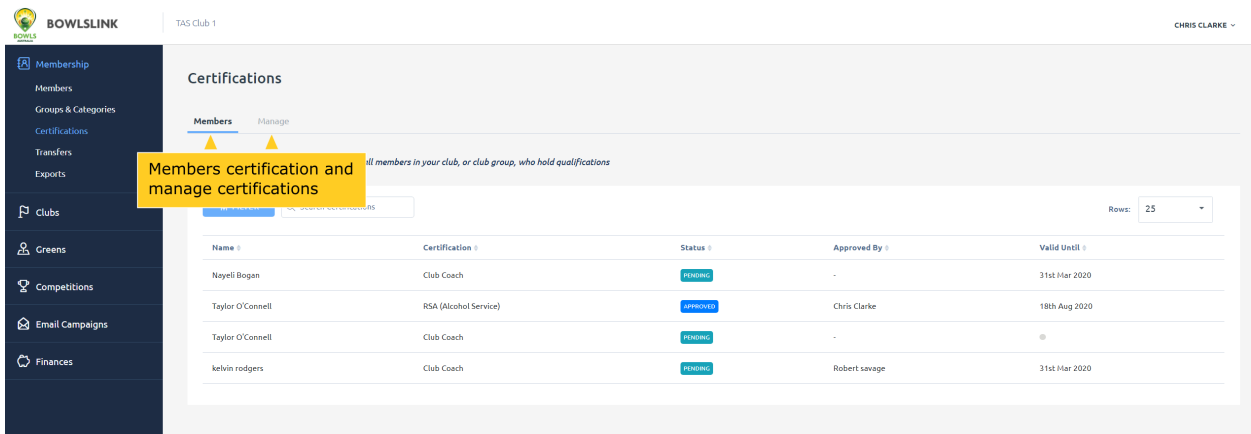 BOWLS
AUSTRALIA
BOWLSLINK
TAS Club 1
CHRIS CLARKE
Membership
Members
Groups & Categories
Certifications
Transfers
Exports
Clubs
Greens
Competitions
Email Campaigns
Finances
Certifications
Members Manage
Members certification and
manage certifications
all members in your club, or club group, who hold qualifications
Search certifications
Rows: 25
Name Certification Status Approved By Valid Until
Nayeli Bogan Club Coach PENDING - 31st Mar 2020
Taylor O'Connell RSA (Alcohol Service) APPROVED Chris Clarke 18th Aug 2020
Taylor O'Connell Club Coach PENDING -
kelvin rodgers Club Coach PENDING Robert savage 31st Mar 2020